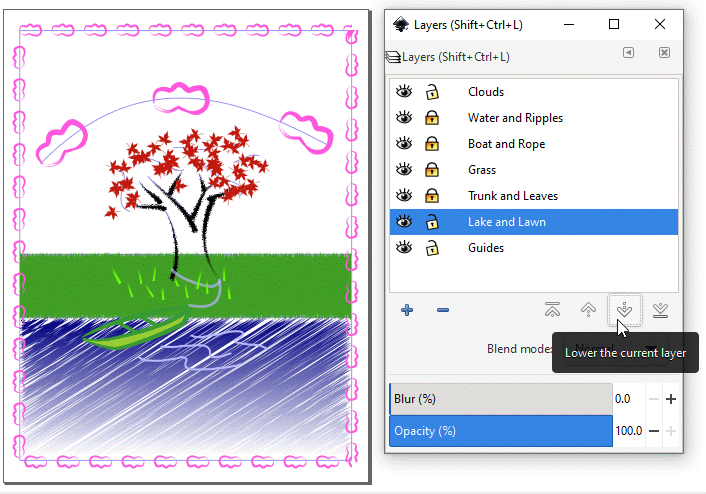 Layers (Shift+Ctrl+L)
Layers (Shift+Ctrl+L)
Clouds
Water and Ripples
Boat and Rope
Grass
Trunk and Leaves
Lake and Lawn
Guides
Blend mode:
Lower the current layer
Blur (%) 0.0
Opacity (%) 100.0